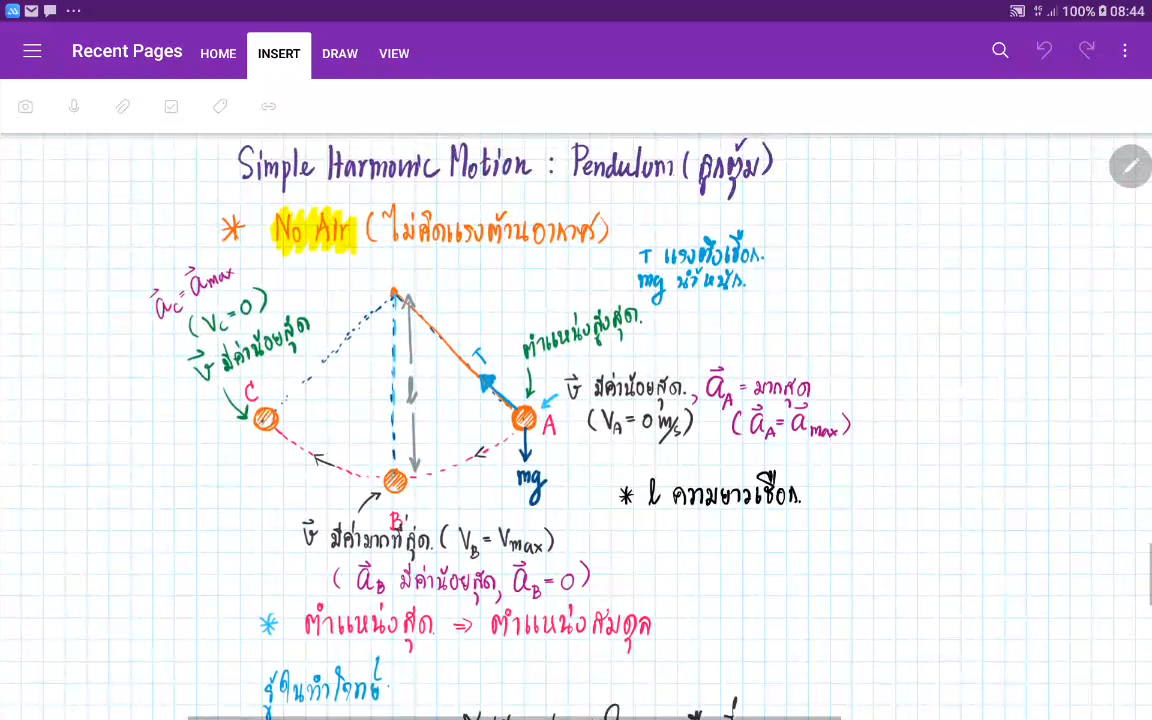 4G 100% 08:44
Recent Pages HOME INSERT DRAW VIEW
Simple Harmonic Motion : Pendulum (ลูกตุ้ม)
* No Air (ไม่คิดแรงต้านอากาศ)
T แรงตึงเชือก.
mg น้ำหนัก.
a⃗C = a⃗max
(VC = 0)
v⃗ มีค่าน้อยสุด
ตำแหน่งสูงสุด.
T
l
C
A
v⃗ มีค่าน้อยสุด, a⃗A = มากสุด
(VA = 0 m/s) (a⃗A = a⃗max)
mg
* l ความยาวเชือก.
B
v⃗ มีค่ามากที่สุด. (VB = Vmax)
(a⃗B มีค่าน้อยสุด, a⃗B = 0)
* ตำแหน่งสุด. ⇒ ตำแหน่งสมดุล